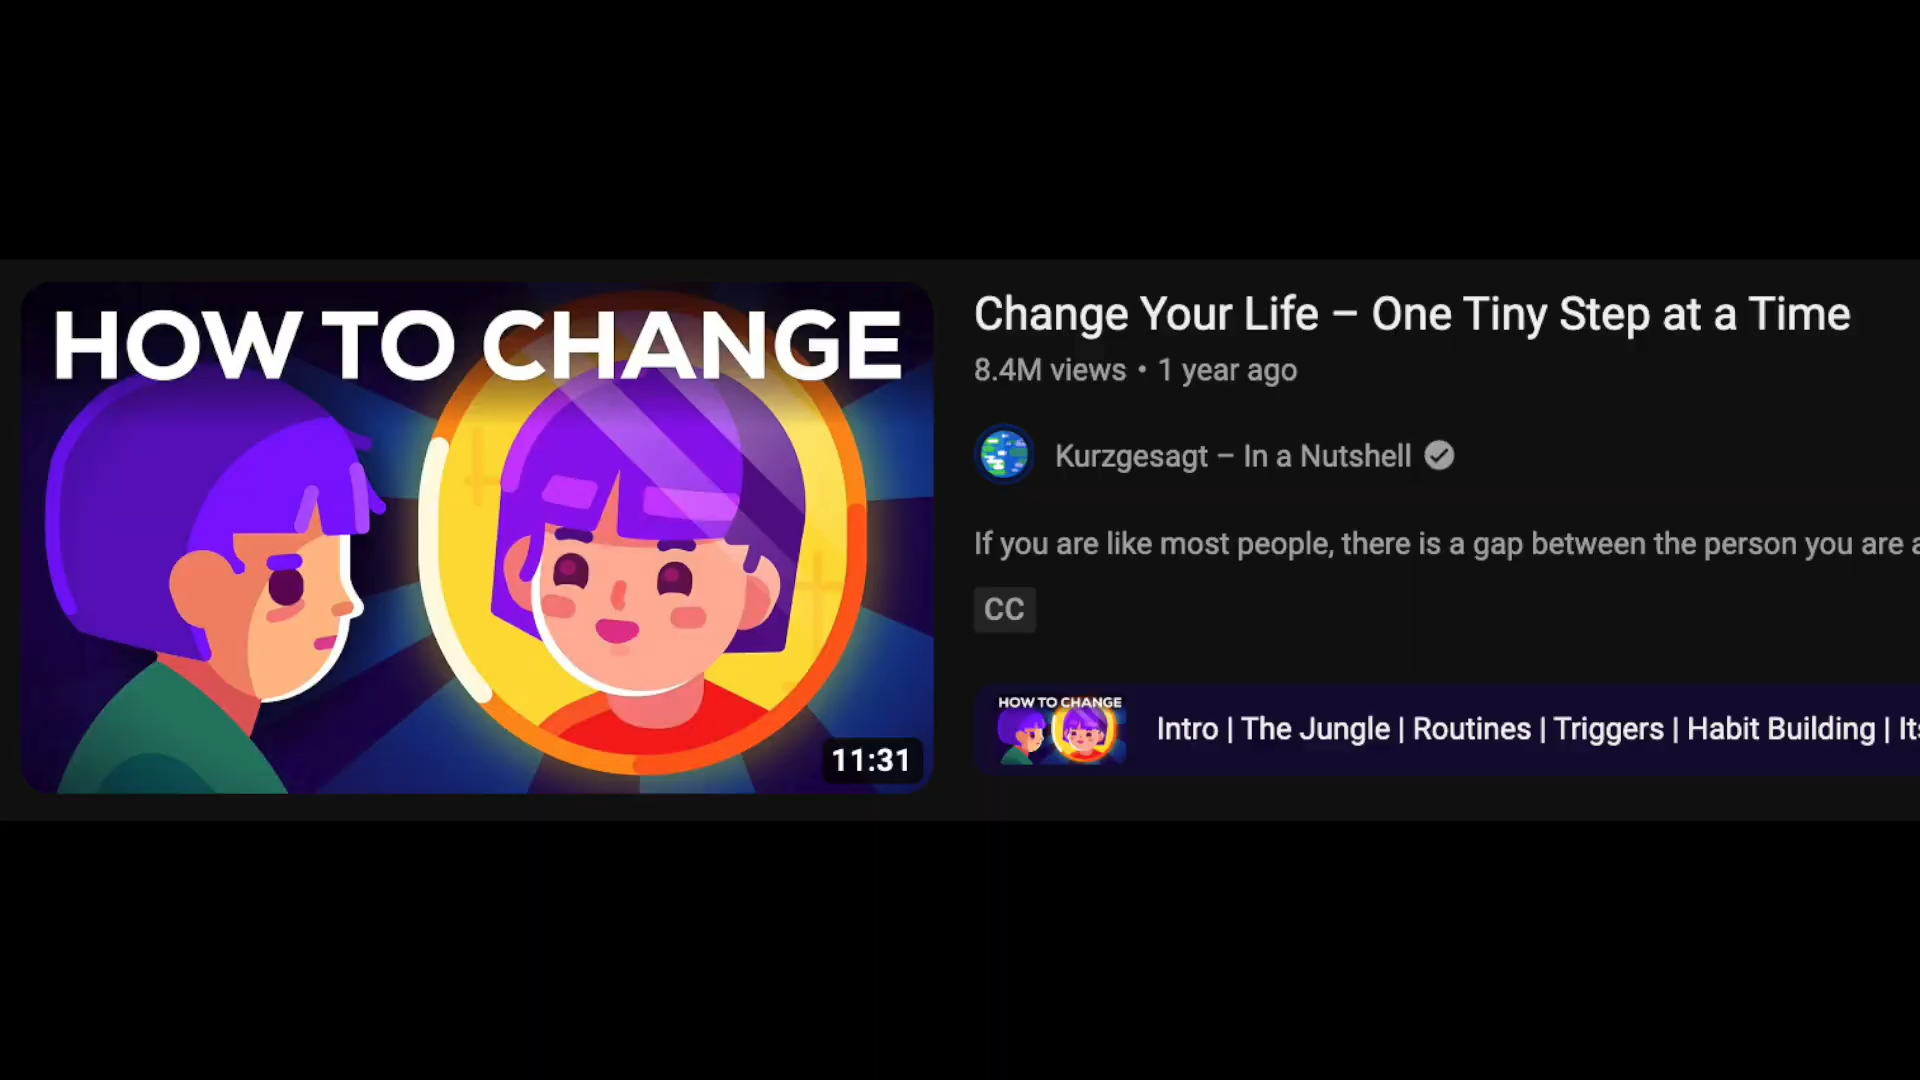 HOW TO CHANGE
11:31
Change Your Life – One Tiny Step at a Time
8.4M views • 1 year ago
Kurzgesagt – In a Nutshell
If you are like most people, there is a gap between the person you are
CC
HOW TO CHANGE
Intro | The Jungle | Routines | Triggers | Habit Building |